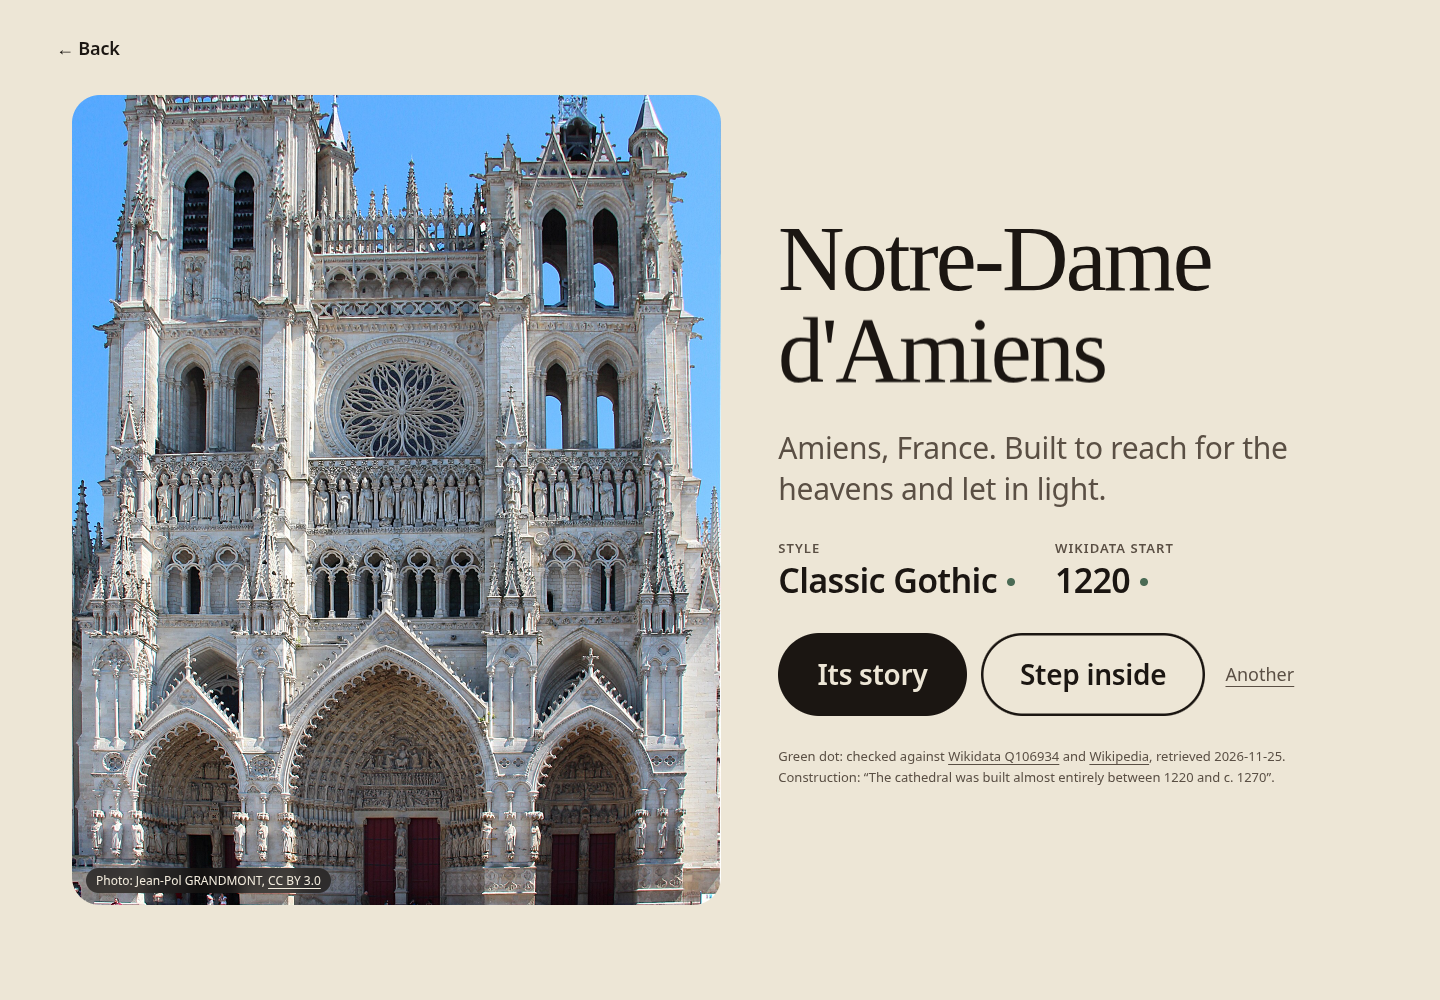 ← Back
Notre-Dame
d'Amiens
Amiens, France. Built to reach for the
heavens and let in light.
STYLE
Classic Gothic •
WIKIDATA START
1220 •
Its story
Step inside
Another
Green dot: checked against Wikidata Q106934 and Wikipedia, retrieved 2026-11-25.
Construction: “The cathedral was built almost entirely between 1220 and c. 1270”.
Photo: Jean-Pol GRANDMONT, CC BY 3.0